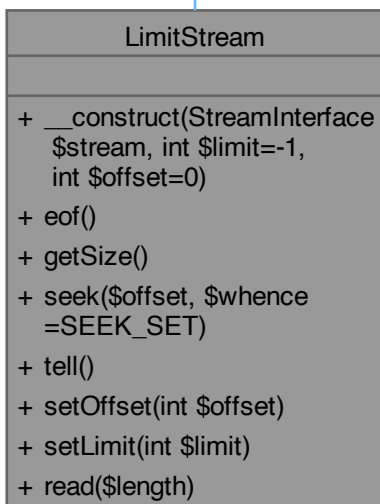 LimitStream
+ __construct(StreamInterface
$stream, int $limit=-1,
int $offset=0)
+ eof()
+ getSize()
+ seek($offset, $whence
=SEEK_SET)
+ tell()
+ setOffset(int $offset)
+ setLimit(int $limit)
+ read($length)